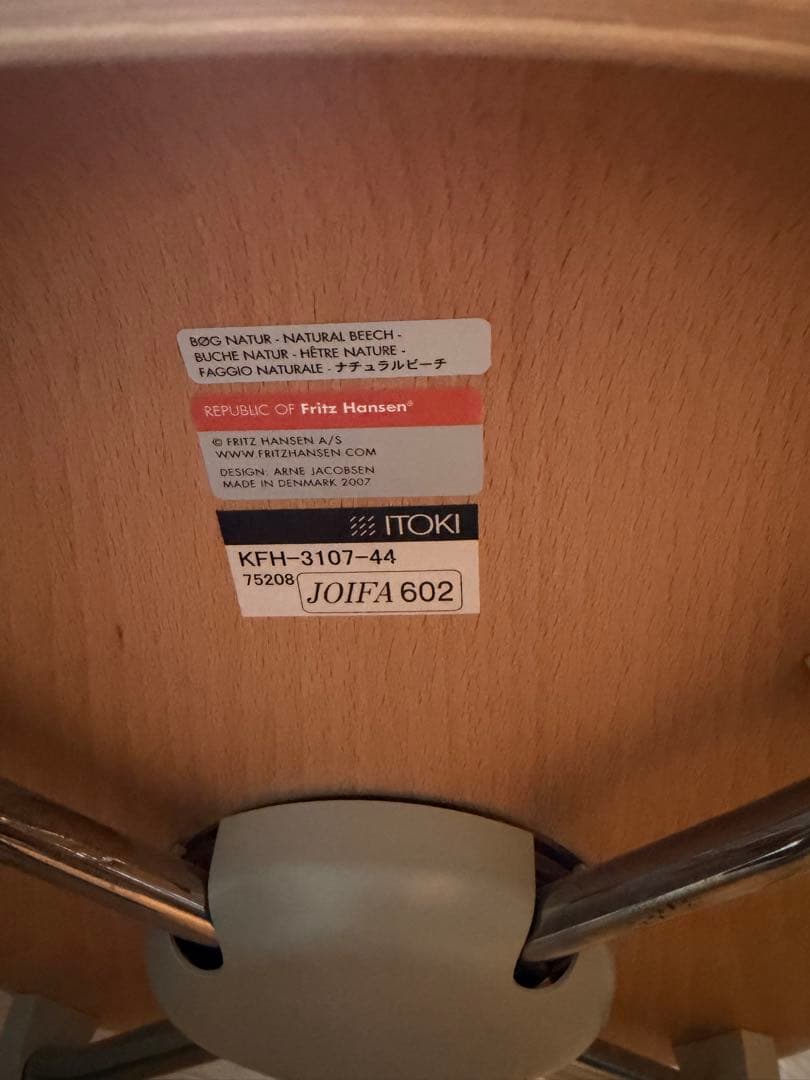 BØG NATUR - NATURAL BEECH -
BUCHE NATUR - HÊTRE NATURE -
FAGGIO NATURALE - ナチュラルビーチ
REPUBLIC OF Fritz Hansen®
© FRITZ HANSEN A/S
WWW.FRITZHANSEN.COM
DESIGN: ARNE JACOBSEN
MADE IN DENMARK 2007
ITOKI
KFH-3107-44
75208 JOIFA 602